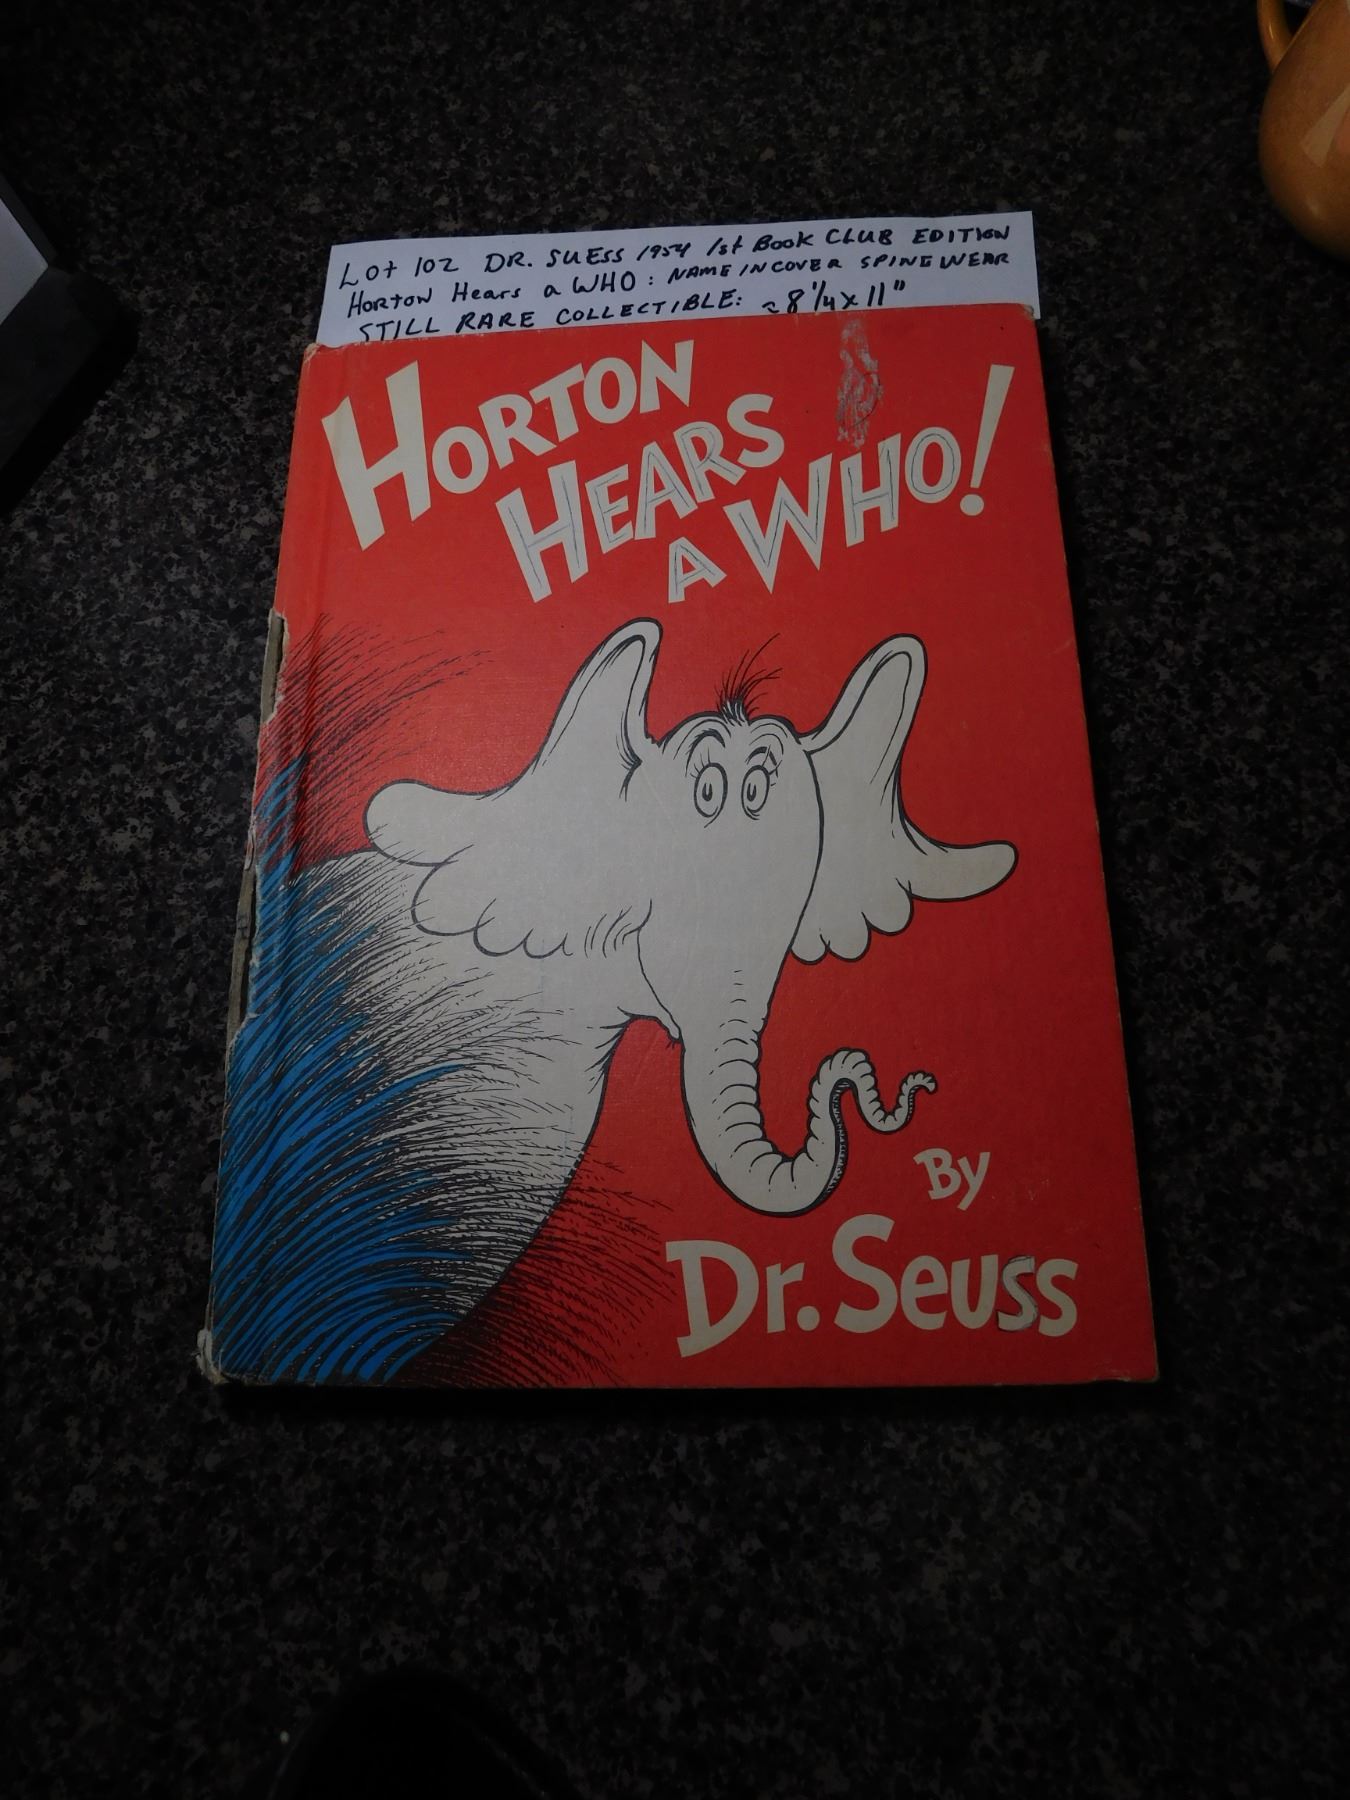 Lot 102 DR. SUESS 1954 1st Book CLUB EDITION
HORTON Hears a WHO: NAME IN COVER SPINE WEAR
STILL RARE COLLECTIBLE: ~8 1/4 x 11"
HORTON
HEARS
A WHO!
By
Dr. Seuss